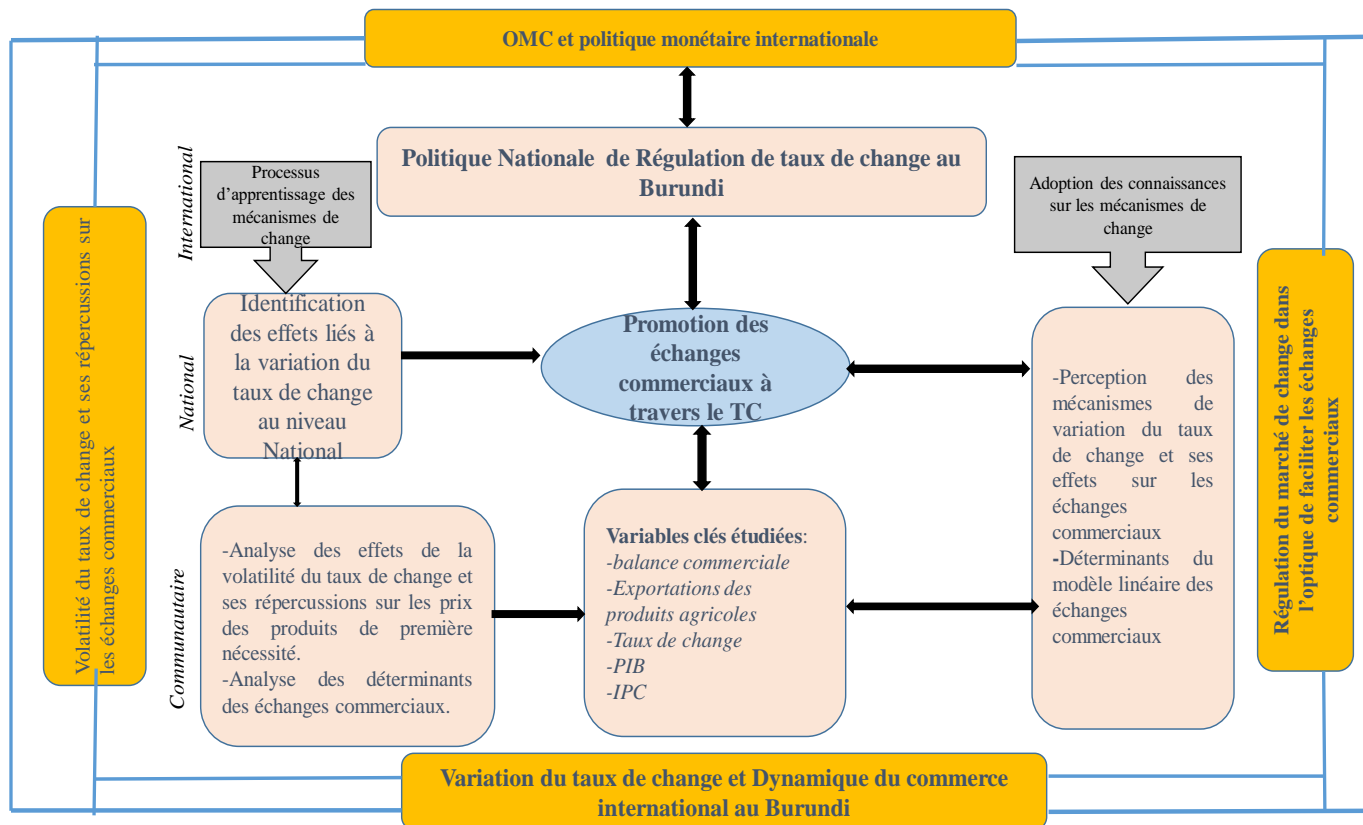 OMC et politique monétaire internationale
Politique Nationale de Régulation de taux de change au
Burundi
International
Processus
d’apprentissage des
mécanismes de
change
Adoption des connaissances
sur les mécanismes de
change
Volatilité du taux de change et ses répercussions sur
les échanges commerciaux
Régulation du marché de change dans
l’optique de faciliter les échanges
commerciaux
National
Identification
des effets liés à
la variation du
taux de change
au niveau
National
Promotion des
échanges
commerciaux à
travers le TC
-Perception des
mécanismes de
variation du taux
de change et ses
effets sur les
échanges
commerciaux
-Déterminants du
modèle linéaire des
échanges
commerciaux
Communautaire
-Analyse des effets de la
volatilité du taux de change et
ses répercussions sur les prix
des produits de première
nécessité.
-Analyse des déterminants
des échanges commerciaux.
Variables clés étudiées:
-balance commerciale
-Exportations des
produits agricoles
-Taux de change
-PIB
-IPC
Variation du taux de change et Dynamique du commerce
international au Burundi